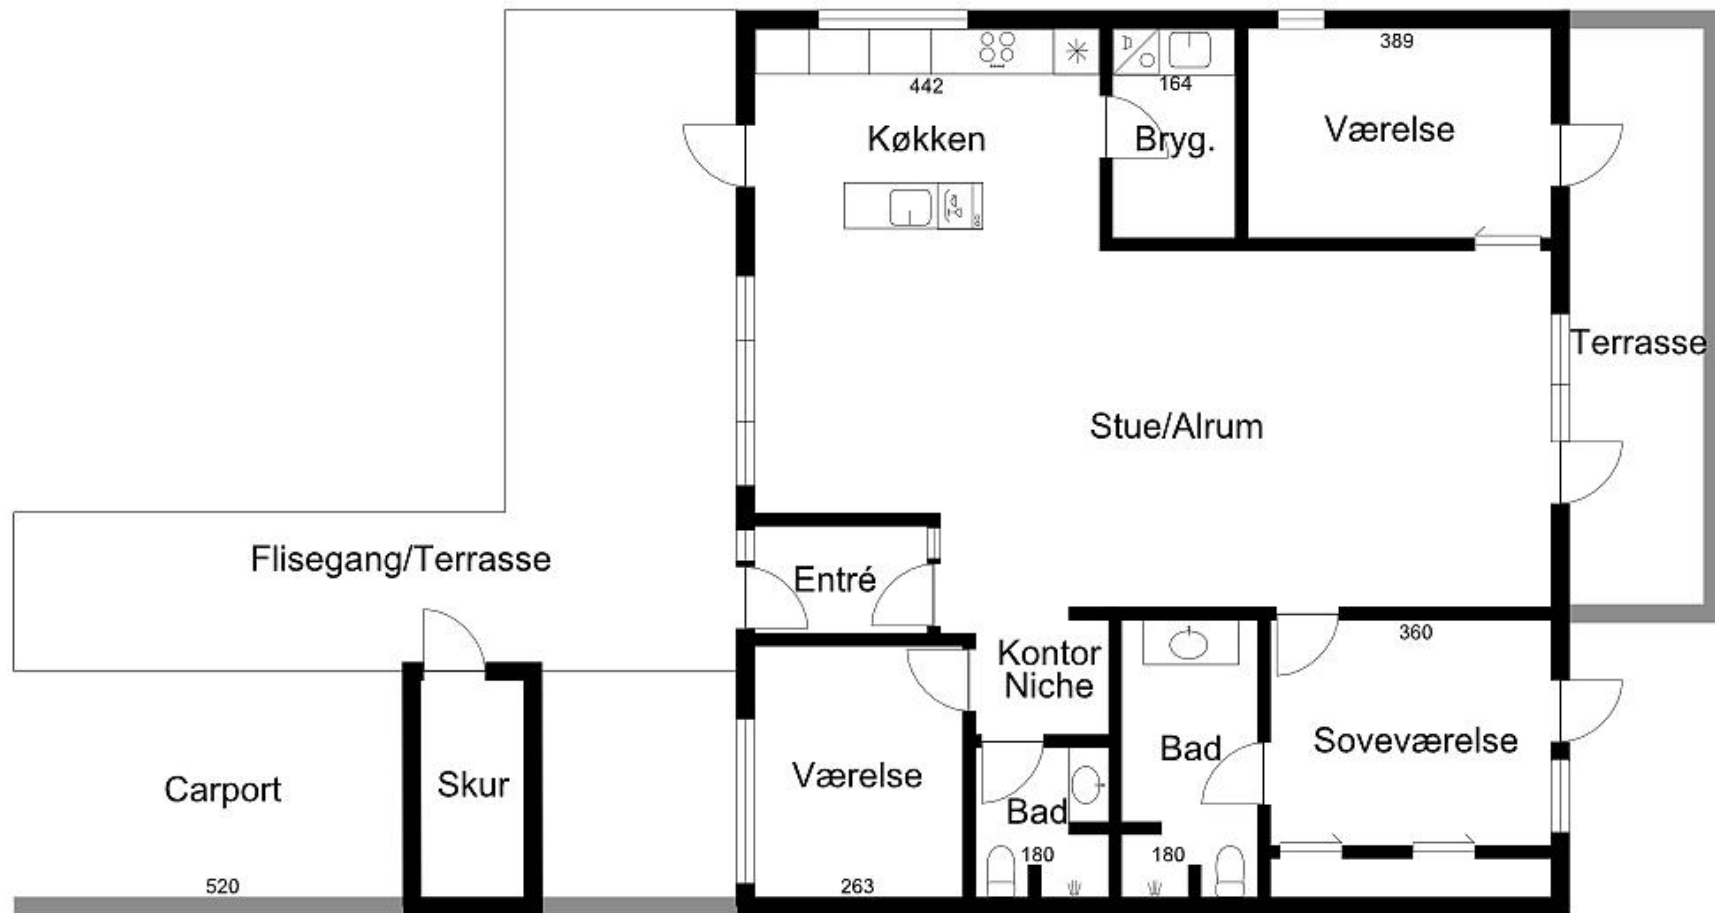 389
442
164
Køkken
Bryg.
Værelse
Terrasse
Stue/Alrum
Flisegang/Terrasse
Entré
360
Kontor
Niche
Soveværelse
Bad
Værelse
Carport
Skur
Bad
180
180
520
263